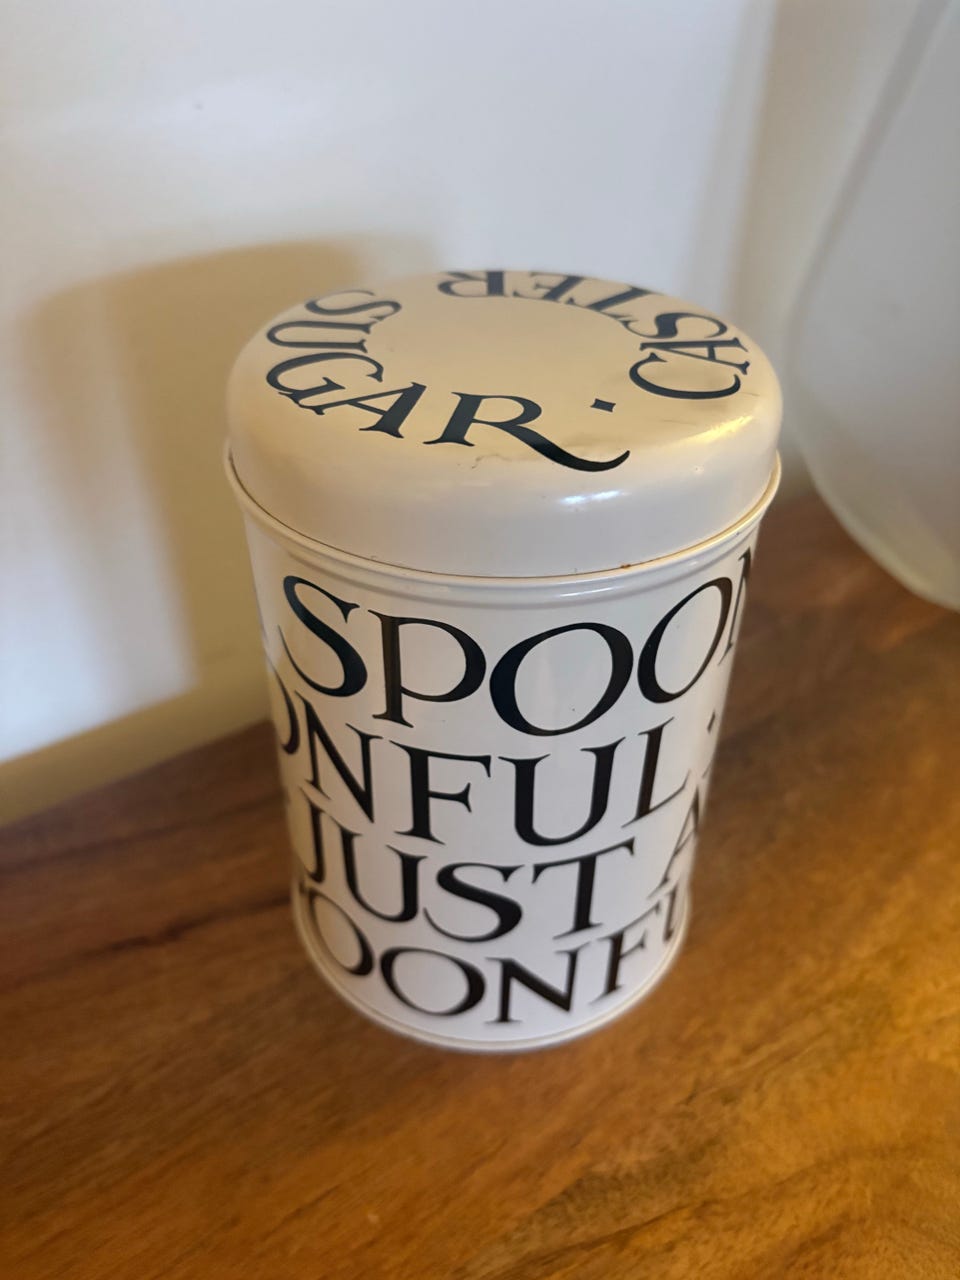 CASTER SUGAR ·
SPOON
ONFUL ·
JUST A
OONFU